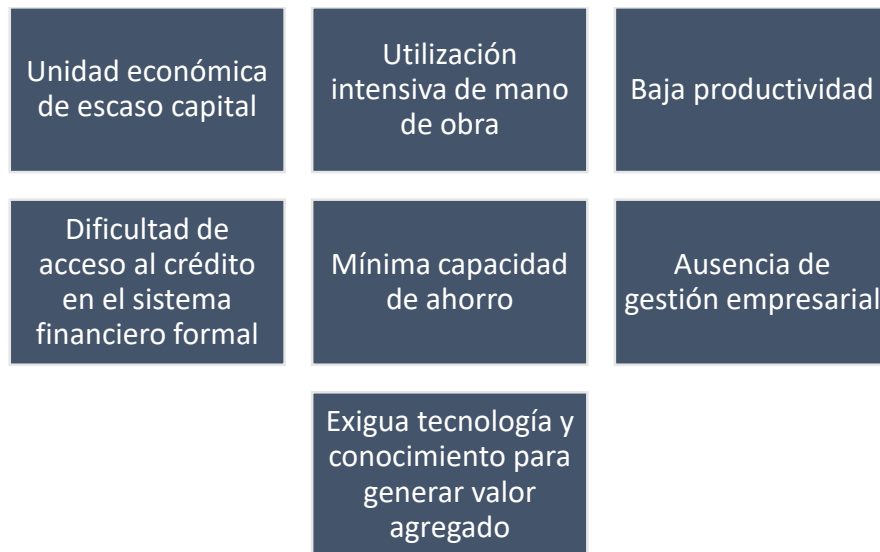 Unidad económica
de escaso capital
Utilización
intensiva de mano
de obra
Baja productividad
Dificultad de
acceso al crédito
en el sistema
financiero formal
Mínima capacidad
de ahorro
Ausencia de
gestión empresarial
Exigua tecnología y
conocimiento para
generar valor
agregado